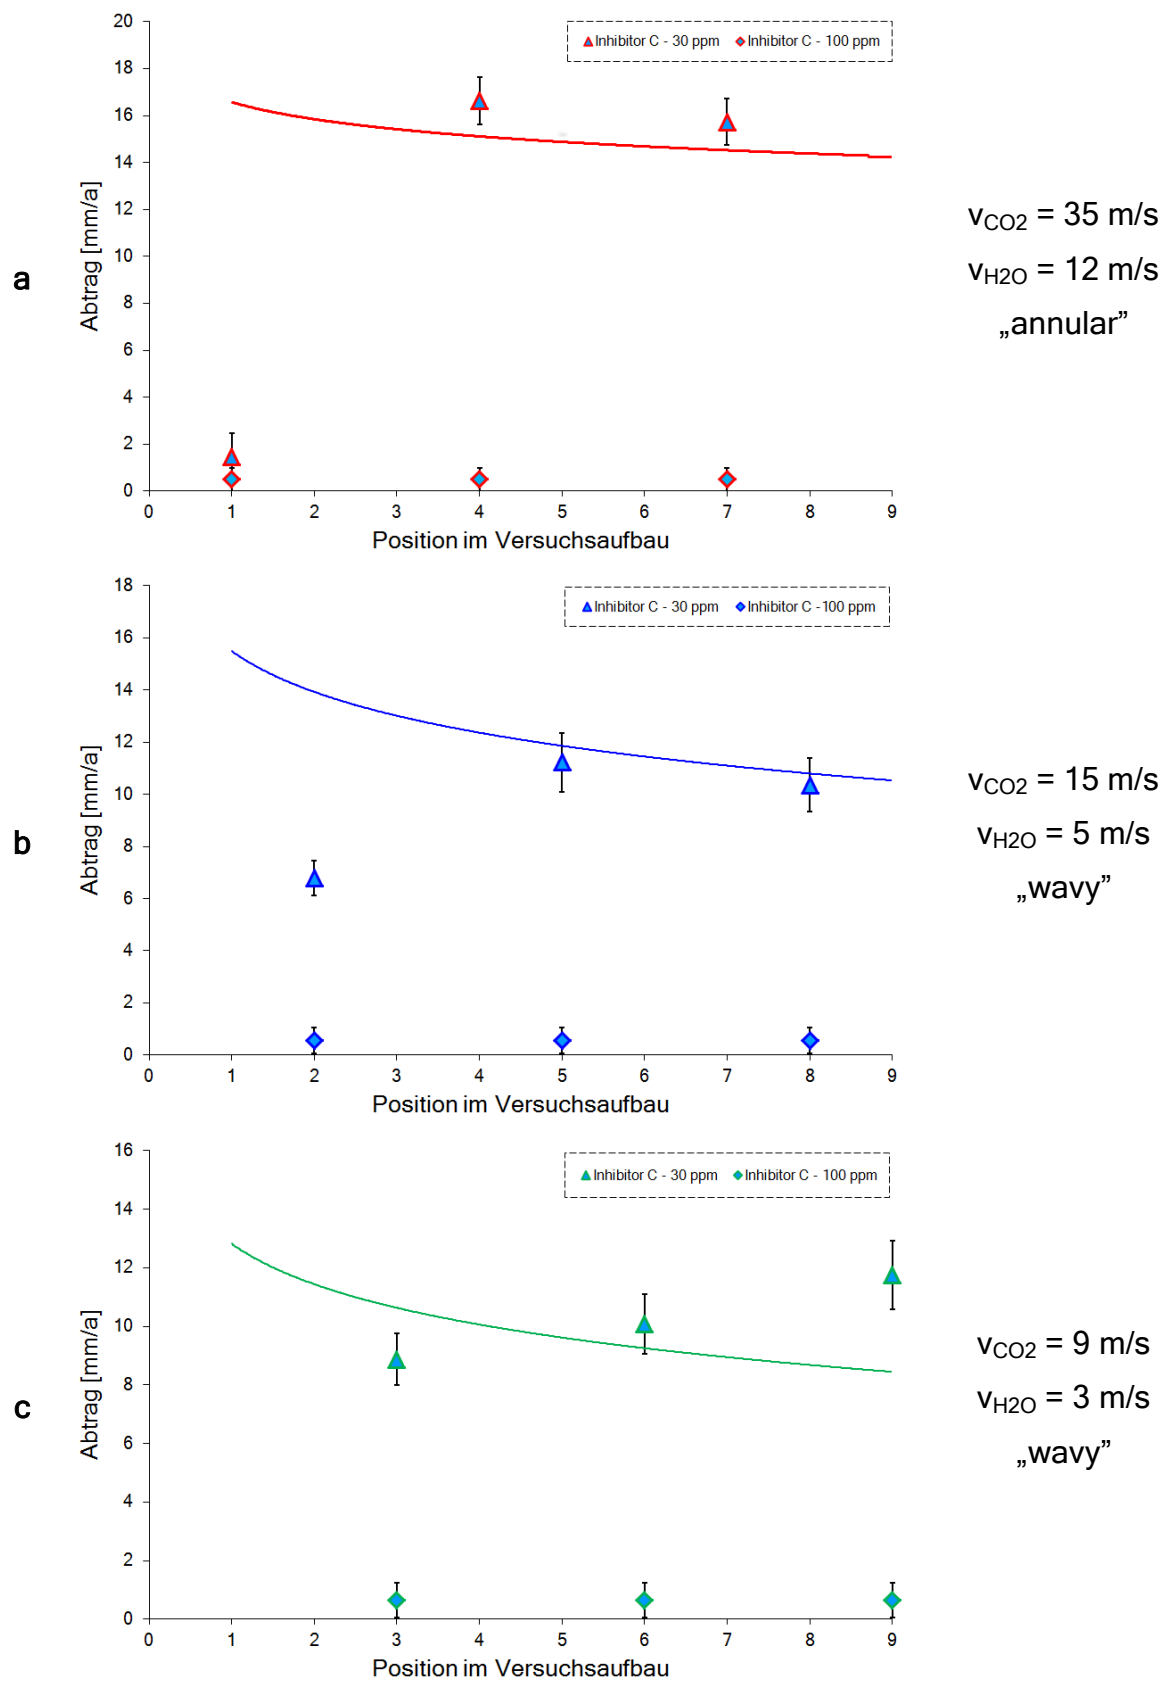 20
18
16
14
12
10
8
6
4
2
0
Abtrag [mm/a]
Inhibitor C - 30 ppm Inhibitor C - 100 ppm
0 1 2 3 4 5 6 7 8 9
Position im Versuchsaufbau
a
vCO2 = 35 m/s
vH2O = 12 m/s
„annular”
18
16
14
12
10
8
6
4
2
0
Abtrag [mm/a]
Inhibitor C - 30 ppm Inhibitor C -100 ppm
0 1 2 3 4 5 6 7 8 9
Position im Versuchsaufbau
b
vCO2 = 15 m/s
vH2O = 5 m/s
„wavy”
16
14
12
10
8
6
4
2
0
Abtrag [mm/a]
Inhibitor C - 30 ppm Inhibitor C - 100 ppm
0 1 2 3 4 5 6 7 8 9
Position im Versuchsaufbau
c
vCO2 = 9 m/s
vH2O = 3 m/s
„wavy”